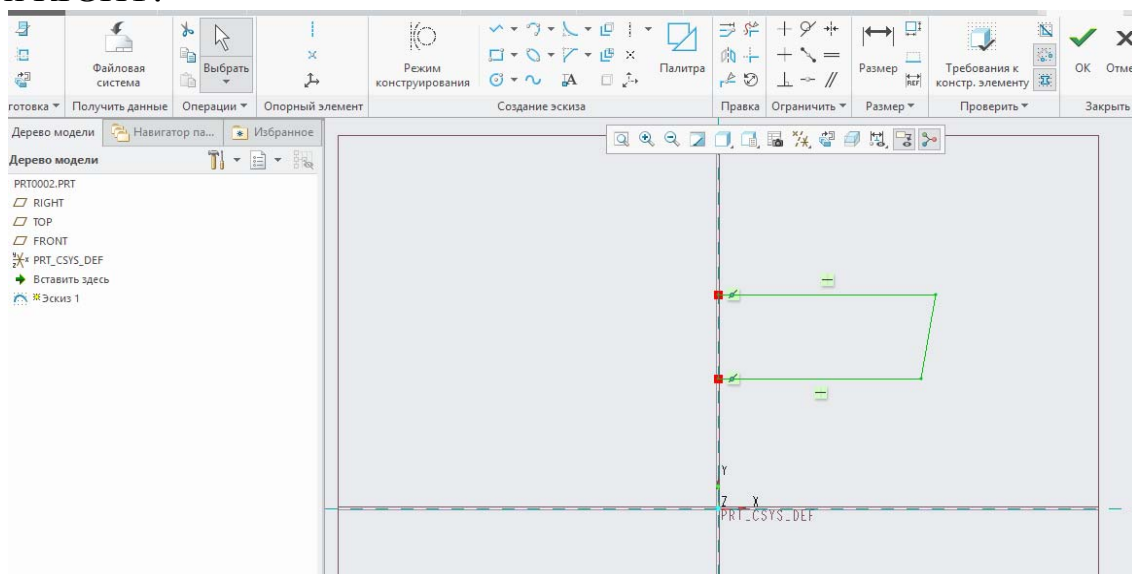 Файловая система
Выбрать
Режим конструирования
Палитра
Размер
Требования к констр. элементу
ОК
Получить данные
Операции
Опорный элемент
Создание эскиза
Правка
Ограничить
Размер
Проверить
Закрыть
Дерево модели
Навигатор па...
Избранное
Дерево модели
PRT0002.PRT
RIGHT
TOP
FRONT
PRT_CSYS_DEF
Вставить здесь
Эскиз 1
Y
Z X
PRT_CSYS_DEF